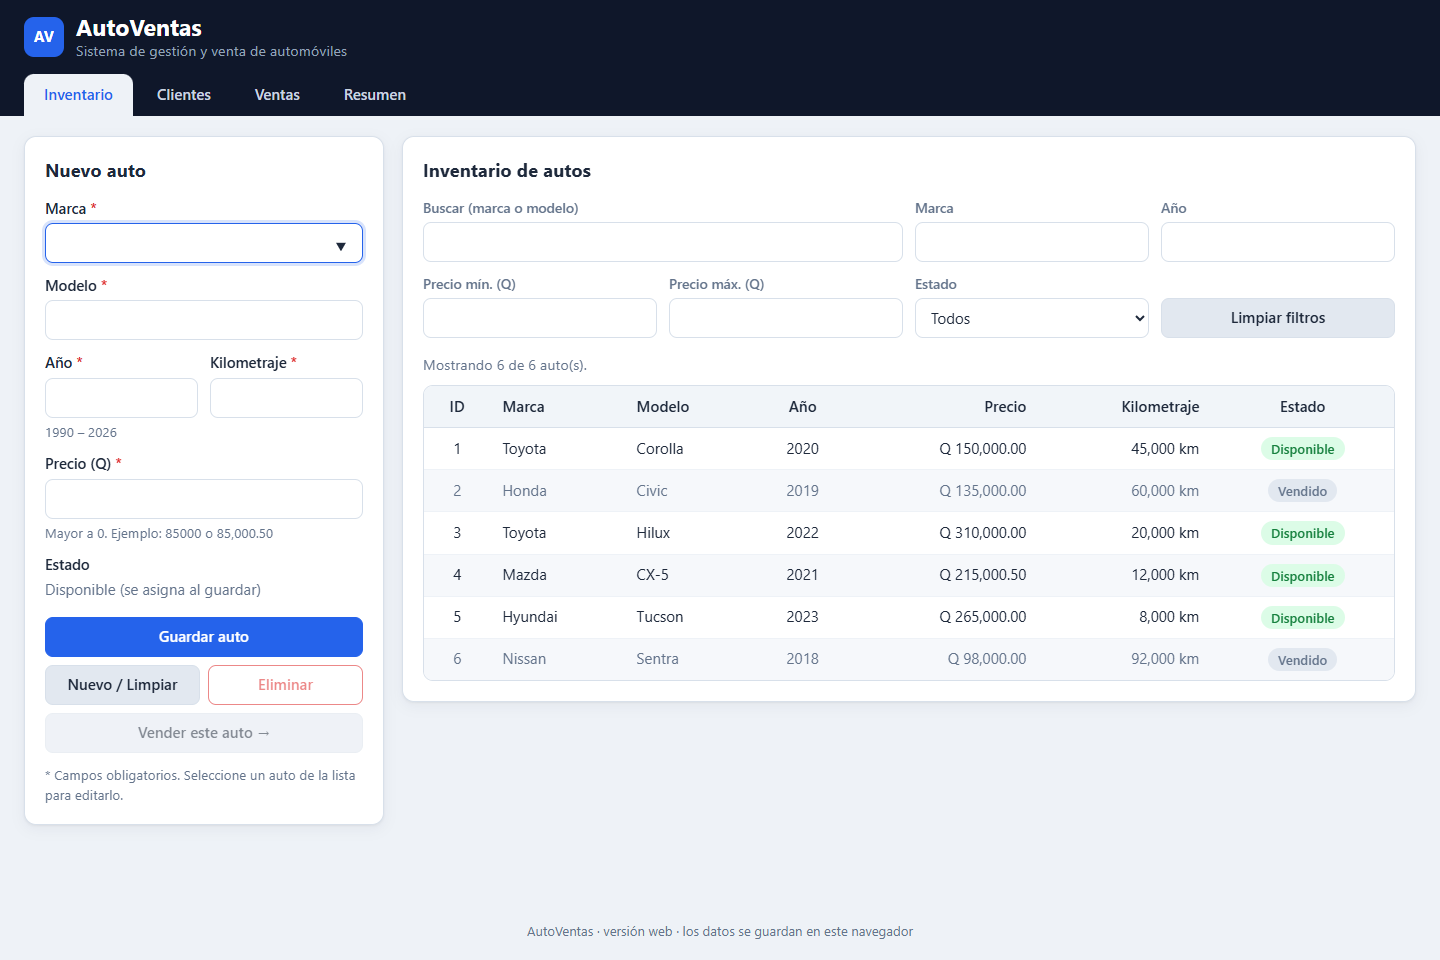 AV
AutoVentas
Sistema de gestión y venta de automóviles
Inventario Clientes Ventas Resumen
Nuevo auto
Marca *
Modelo *
Año * Kilometraje *
1990 – 2026
Precio (Q) *
Mayor a 0. Ejemplo: 85000 o 85,000.50
Estado
Disponible (se asigna al guardar)
Guardar auto
Nuevo / Limpiar Eliminar
Vender este auto →
* Campos obligatorios. Seleccione un auto de la lista
para editarlo.
Inventario de autos
Buscar (marca o modelo) Marca Año
Precio mín. (Q) Precio máx. (Q) Estado
Todos Limpiar filtros
Mostrando 6 de 6 auto(s).
ID Marca Modelo Año Precio Kilometraje Estado
1 Toyota Corolla 2020 Q 150,000.00 45,000 km Disponible
2 Honda Civic 2019 Q 135,000.00 60,000 km Vendido
3 Toyota Hilux 2022 Q 310,000.00 20,000 km Disponible
4 Mazda CX-5 2021 Q 215,000.50 12,000 km Disponible
5 Hyundai Tucson 2023 Q 265,000.00 8,000 km Disponible
6 Nissan Sentra 2018 Q 98,000.00 92,000 km Vendido
AutoVentas · versión web · los datos se guardan en este navegador